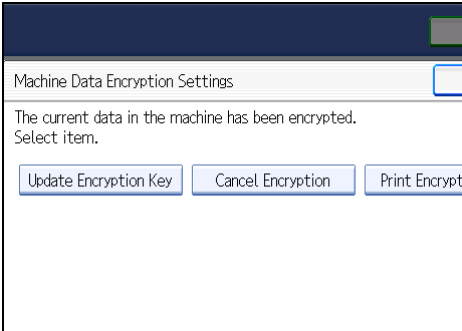 Machine Data Encryption Settings
The current data in the machine has been encrypted.
Select item.
Update Encryption Key Cancel Encryption Print Encrypt